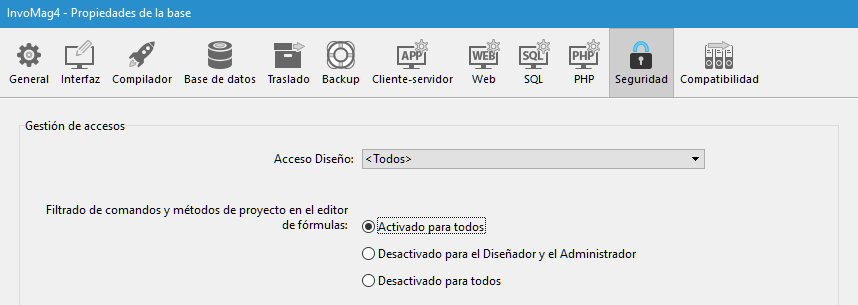 InvoMag4 - Propiedades de la base
APP WEB SQL PHP
General Interfaz Compilador Base de datos Traslado Backup Cliente-servidor Web SQL PHP Seguridad Compatibilidad
Gestión de accesos
Acceso Diseño: <Todos>
Filtrado de comandos y métodos de proyecto en el editor
de fórmulas: Activado para todos
Desactivado para el Diseñador y el Administrador
Desactivado para todos